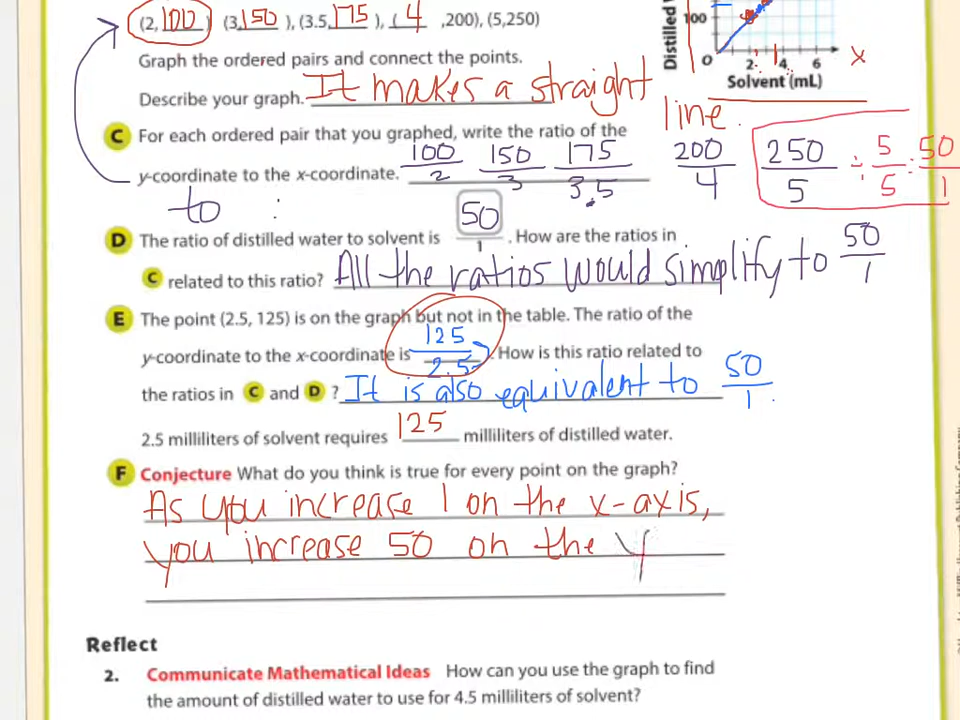 (2, 100) (3, 150), (3.5, 175), (4, 200), (5, 250)
Graph the ordered pairs and connect the points.
Describe your graph. It makes a straight
line.
100
O 2 4 6 x
Distilled
Solvent (mL)
C For each ordered pair that you graphed, write the ratio of the
y-coordinate to the x-coordinate. 100/2 150/3 175/3.5 200/4 250/5 ÷ 5/5 = 50/1
to :
D The ratio of distilled water to solvent is 50/1. How are the ratios in
C related to this ratio? All the ratios would simplify to 50/1
E The point (2.5, 125) is on the graph but not in the table. The ratio of the
y-coordinate to the x-coordinate is 125/2.5. How is this ratio related to
the ratios in C and D? It is also equivalent to 50/1.
2.5 milliliters of solvent requires 125 milliliters of distilled water.
F Conjecture What do you think is true for every point on the graph?
As you increase 1 on the x-axis,
you increase 50 on the y
Reflect
2. Communicate Mathematical Ideas How can you use the graph to find
the amount of distilled water to use for 4.5 milliliters of solvent?